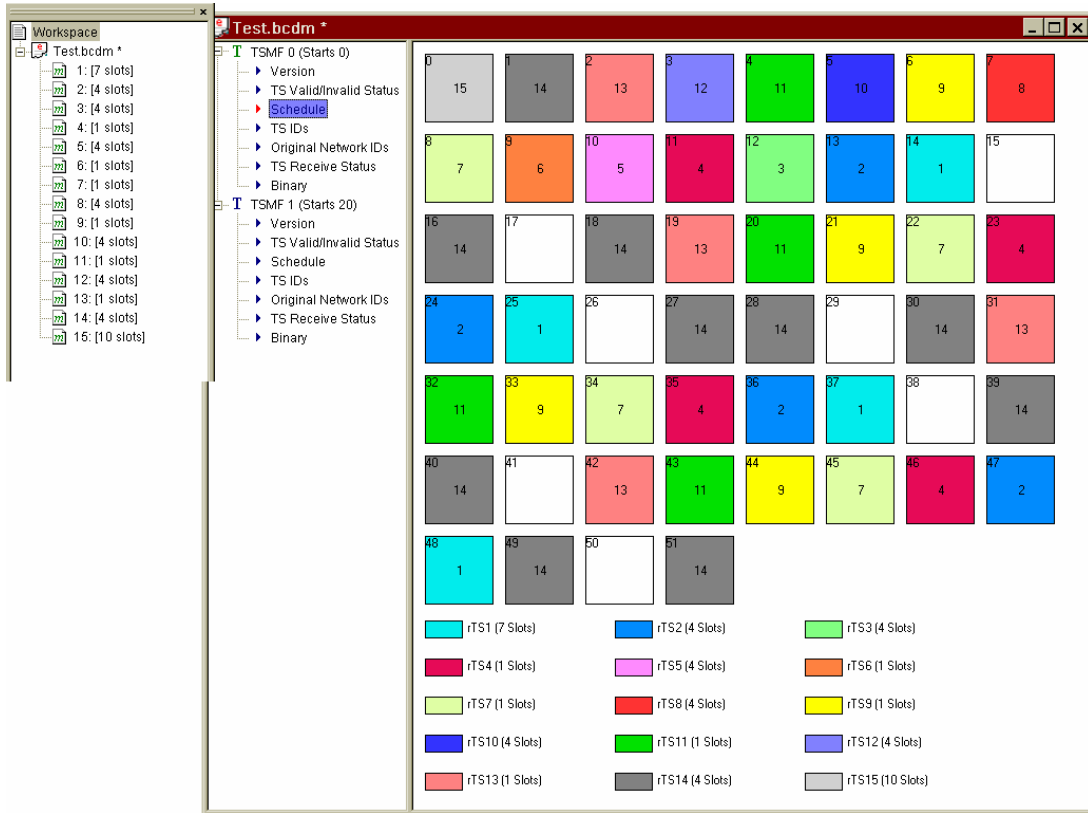 Workspace
Test.bcdm *
1: [7 slots]
2: [4 slots]
3: [4 slots]
4: [1 slots]
5: [4 slots]
6: [1 slots]
7: [1 slots]
8: [4 slots]
9: [1 slots]
10: [4 slots]
11: [1 slots]
12: [4 slots]
13: [1 slots]
14: [4 slots]
15: [10 slots]
Test.bcdm *
T TSMF 0 (Starts 0)
Version
TS Valid/Invalid Status
Schedule
TS IDs
Original Network IDs
TS Receive Status
Binary
T TSMF 1 (Starts 20)
Version
TS Valid/Invalid Status
Schedule
TS IDs
Original Network IDs
TS Receive Status
Binary
0 1 2 3 4 5 6 7
15 14 13 12 11 10 9 8
8 9 10 11 12 13 14 15
7 6 5 4 3 2 1
16 17 18 19 20 21 22 23
14 14 13 11 9 7 4
24 25 26 27 28 29 30 31
2 1 14 14 14 13
32 33 34 35 36 37 38 39
11 9 7 4 2 1 14
40 41 42 43 44 45 46 47
14 13 11 9 7 4 2
48 49 50 51
1 14 14
rTS1 (7 Slots) rTS2 (4 Slots) rTS3 (4 Slots)
rTS4 (1 Slots) rTS5 (4 Slots) rTS6 (1 Slots)
rTS7 (1 Slots) rTS8 (4 Slots) rTS9 (1 Slots)
rTS10 (4 Slots) rTS11 (1 Slots) rTS12 (4 Slots)
rTS13 (1 Slots) rTS14 (4 Slots) rTS15 (10 Slots)